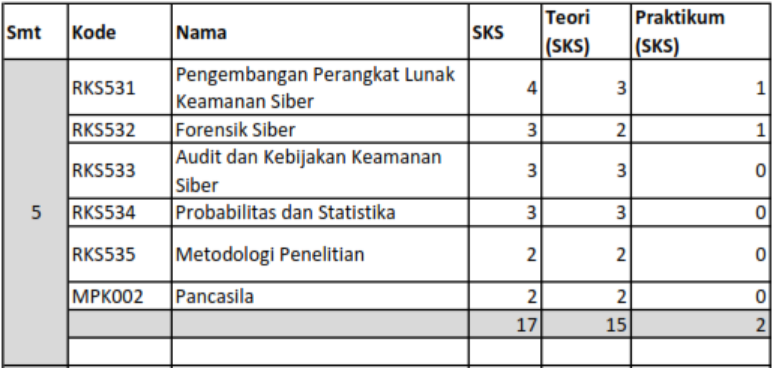 Smt Kode Nama SKS Teori (SKS) Praktikum (SKS)
5
RKS531 Pengembangan Perangkat Lunak Keamanan Siber 4 3 1
RKS532 Forensik Siber 3 2 1
RKS533 Audit dan Kebijakan Keamanan Siber 3 3 0
RKS534 Probabilitas dan Statistika 3 3 0
RKS535 Metodologi Penelitian 2 2 0
MPK002 Pancasila 2 2 0
17 15 2